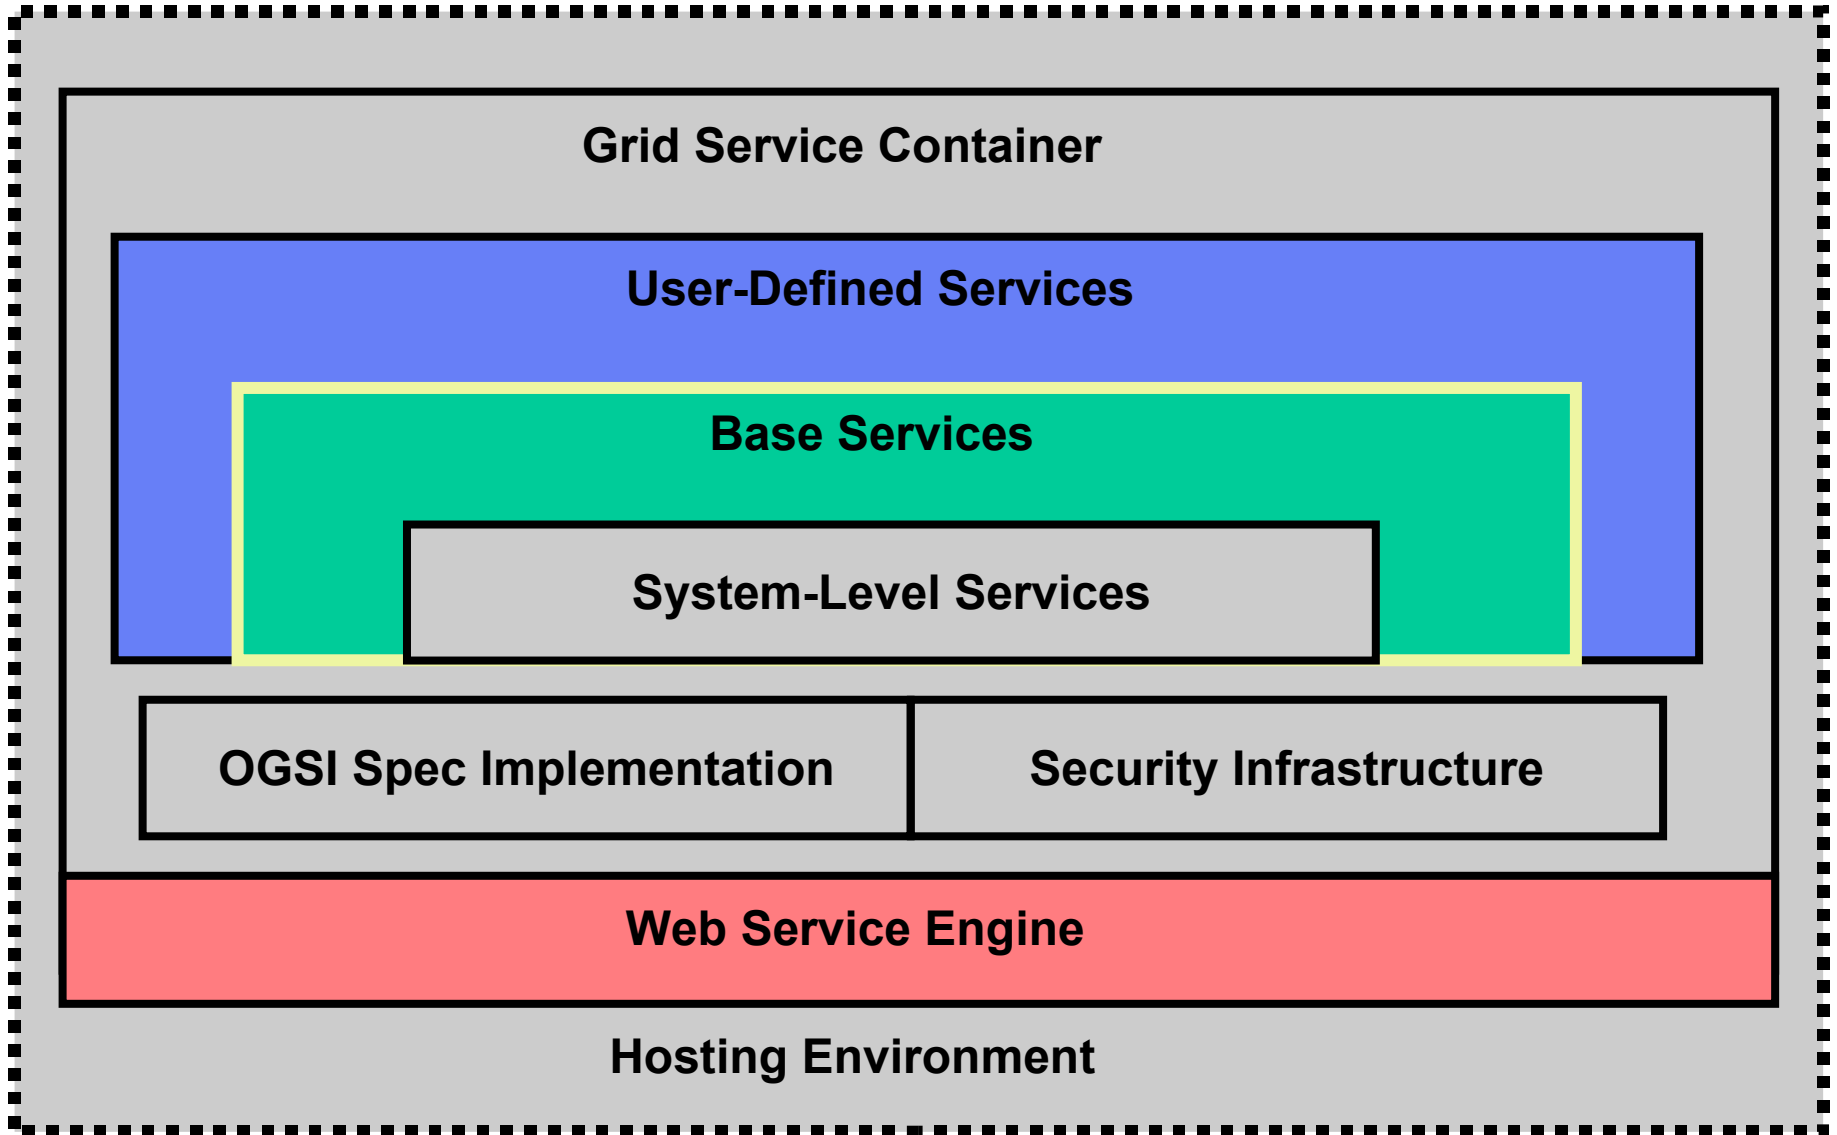 Grid Service Container
User-Defined Services
Base Services
System-Level Services
OGSI Spec Implementation
Security Infrastructure
Web Service Engine
Hosting Environment